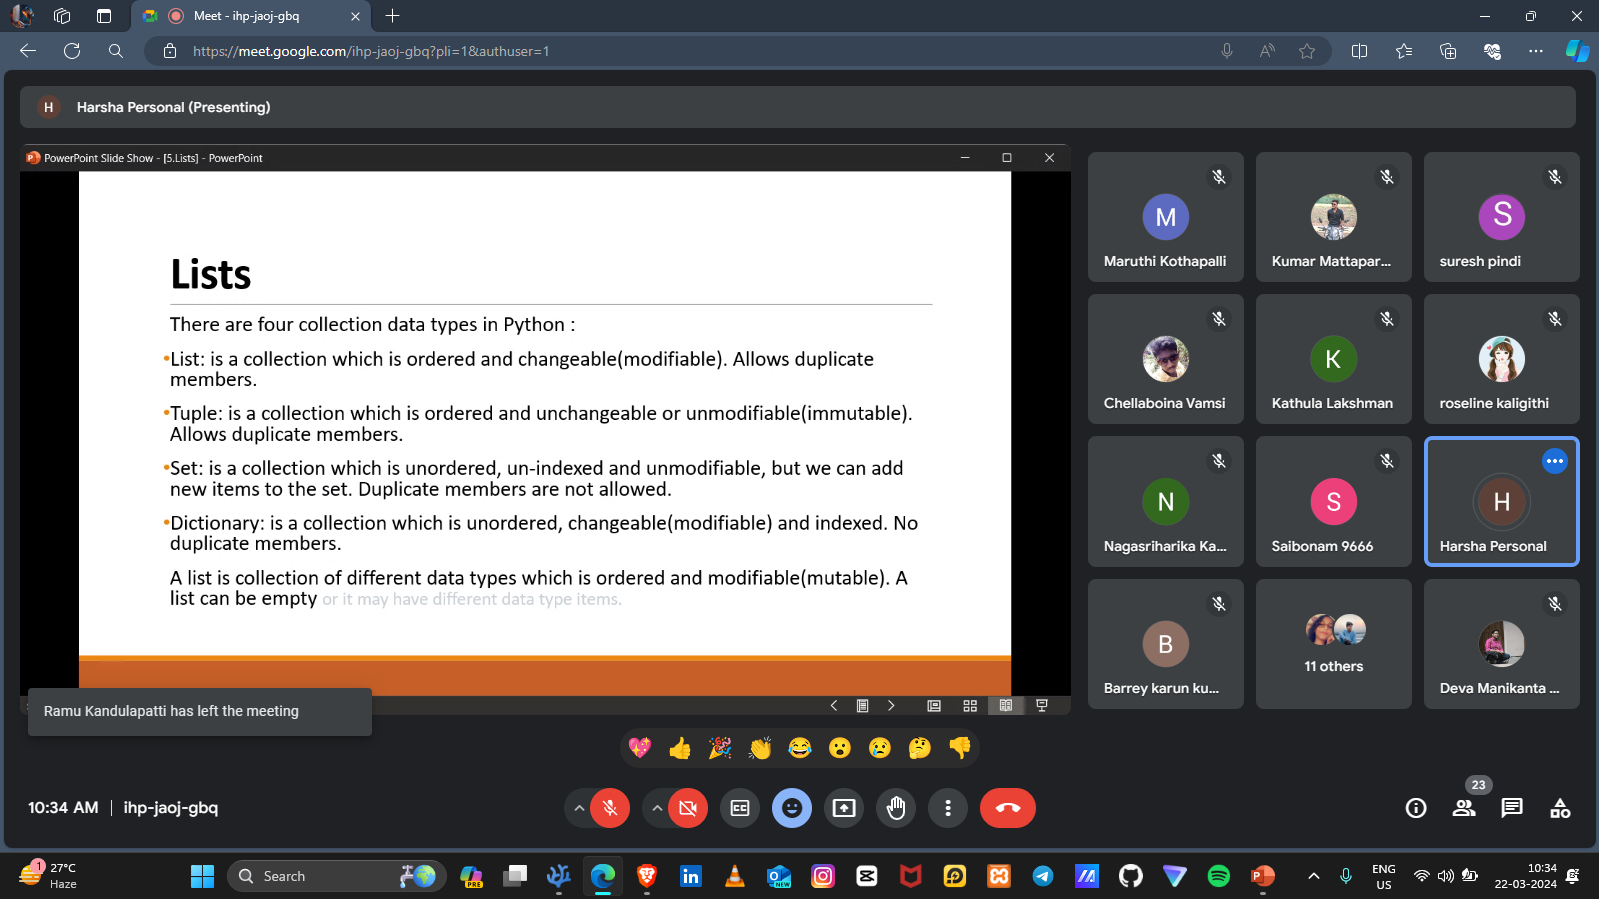 Meet - ihp-jaoj-gbq
https://meet.google.com/ihp-jaoj-gbq?pli=1&authuser=1
H Harsha Personal (Presenting)
PowerPoint Slide Show - [5.Lists] - PowerPoint
Lists
There are four collection data types in Python :
•List: is a collection which is ordered and changeable(modifiable). Allows duplicate
members.
•Tuple: is a collection which is ordered and unchangeable or unmodifiable(immutable).
Allows duplicate members.
•Set: is a collection which is unordered, un-indexed and unmodifiable, but we can add
new items to the set. Duplicate members are not allowed.
•Dictionary: is a collection which is unordered, changeable(modifiable) and indexed. No
duplicate members.
A list is collection of different data types which is ordered and modifiable(mutable). A
list can be empty or it may have different data type items.
Ramu Kandulapatti has left the meeting
M
Maruthi Kothapalli
Kumar Mattapar...
S
suresh pindi
Chellaboina Vamsi
K
Kathula Lakshman
roseline kaligithi
N
Nagasriharika Ka...
S
Saibonam 9666
H
Harsha Personal
B
Barrey karun ku...
11 others
Deva Manikanta ...
10:34 AM | ihp-jaoj-gbq
CC
23
1
27°C
Haze
Search
PRE
in
NEW
ENG
US
10:34
22-03-2024